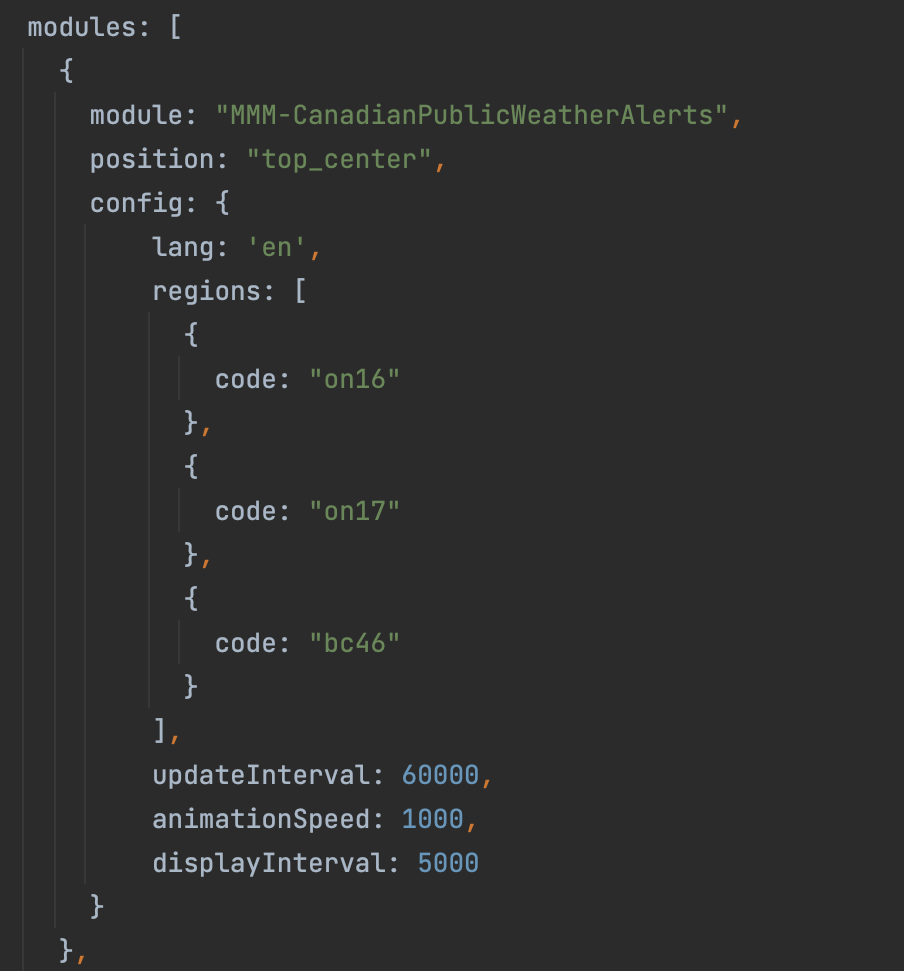 modules: [
{
module: "MMM-CanadianPublicWeatherAlerts",
position: "top_center",
config: {
lang: 'en',
regions: [
{
code: "on16"
},
{
code: "on17"
},
{
code: "bc46"
}
],
updateInterval: 60000,
animationSpeed: 1000,
displayInterval: 5000
}
},